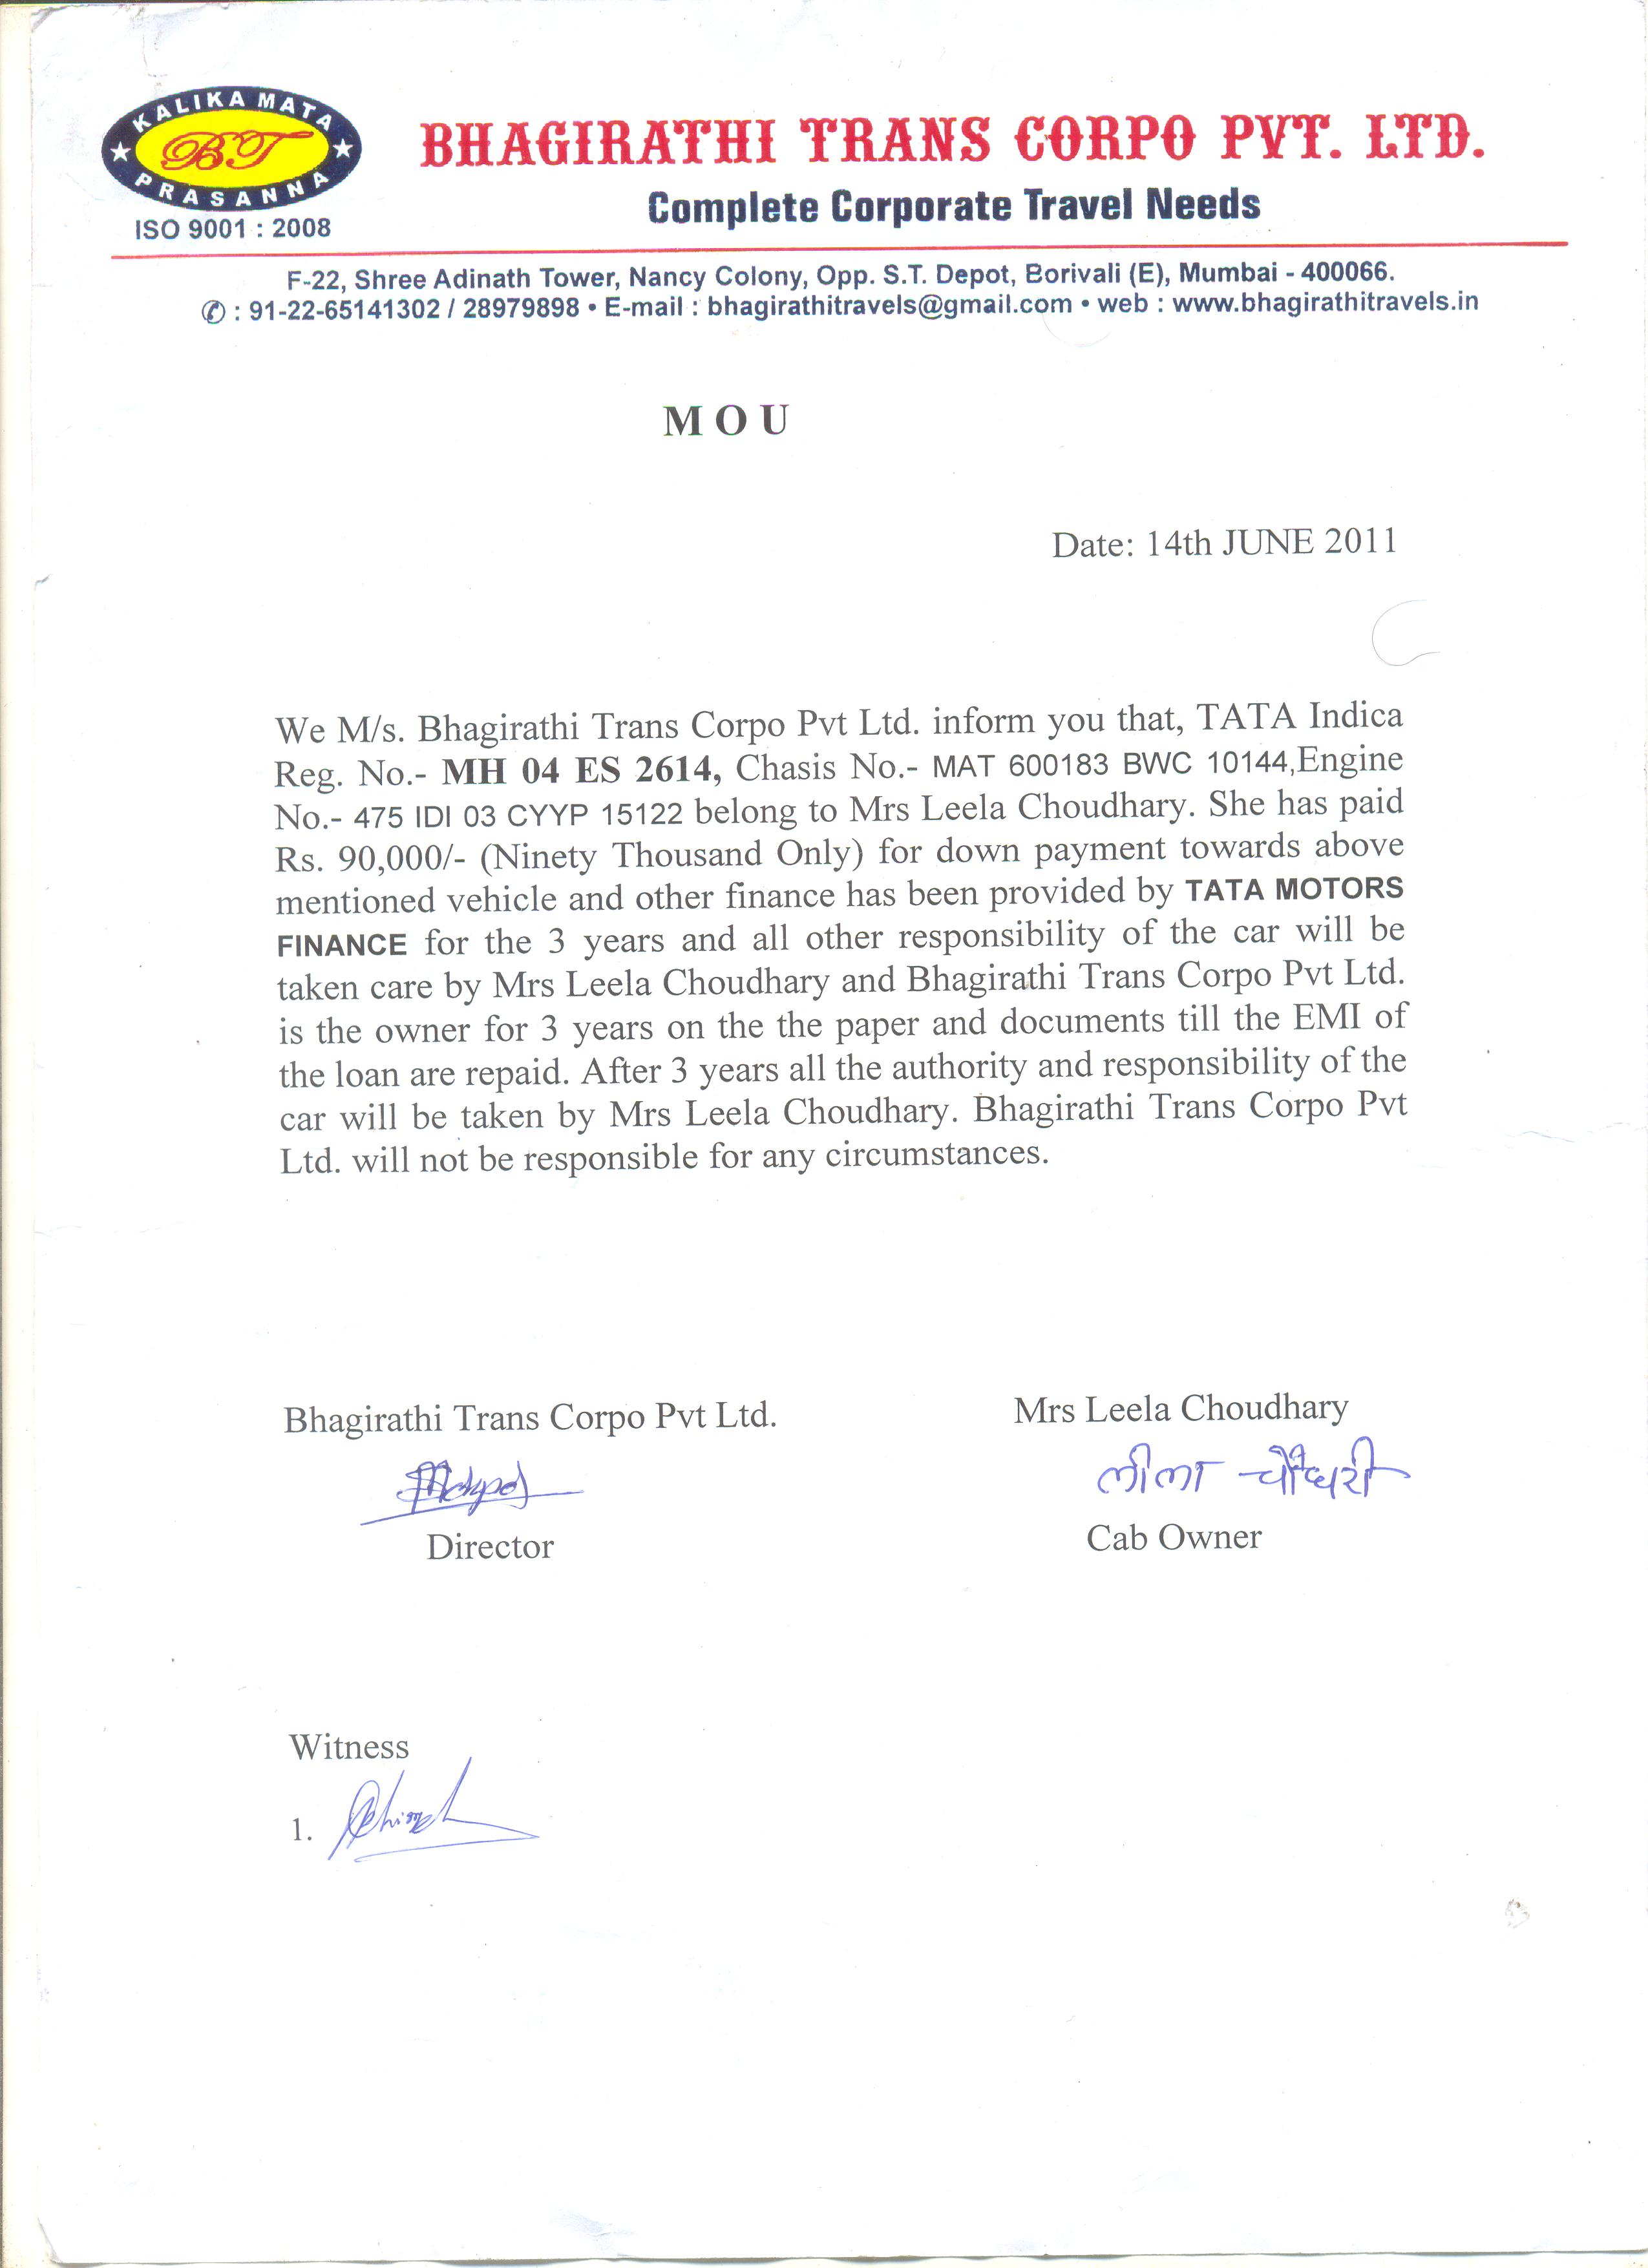 KALIKA MATA
BT
PRASANNA
ISO 9001 : 2008
BHAGIRATHI TRANS CORPO PVT. LTD.
Complete Corporate Travel Needs
F-22, Shree Adinath Tower, Nancy Colony, Opp. S.T. Depot, Borivali (E), Mumbai - 400066.
✆ : 91-22-65141302 / 28979898 • E-mail : bhagirathitravels@gmail.com • web : www.bhagirathitravels.in
M O U
Date: 14th JUNE 2011
We M/s. Bhagirathi Trans Corpo Pvt Ltd. inform you that, TATA Indica
Reg. No.- MH 04 ES 2614, Chasis No.- MAT 600183 BWC 10144,Engine
No.- 475 IDI 03 CYYP 15122 belong to Mrs Leela Choudhary. She has paid
Rs. 90,000/- (Ninety Thousand Only) for down payment towards above
mentioned vehicle and other finance has been provided by TATA MOTORS
FINANCE for the 3 years and all other responsibility of the car will be
taken care by Mrs Leela Choudhary and Bhagirathi Trans Corpo Pvt Ltd.
is the owner for 3 years on the the paper and documents till the EMI of
the loan are repaid. After 3 years all the authority and responsibility of the
car will be taken by Mrs Leela Choudhary. Bhagirathi Trans Corpo Pvt
Ltd. will not be responsible for any circumstances.
Bhagirathi Trans Corpo Pvt Ltd. Mrs Leela Choudhary
लीला चौधरी
Director Cab Owner
Witness
1.